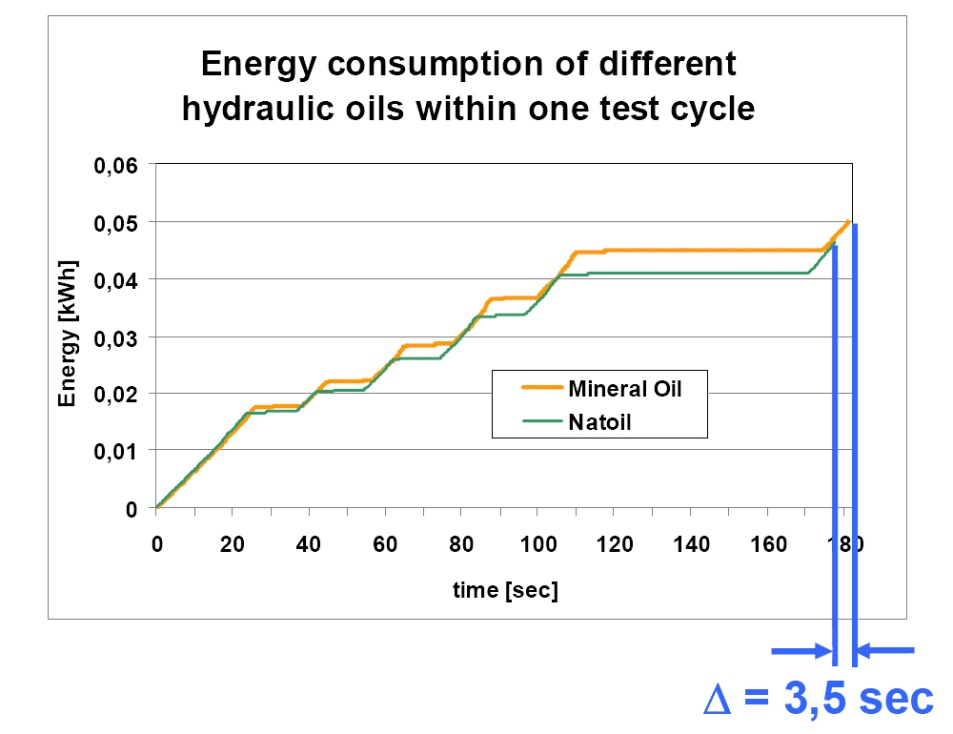 Energy consumption of different
hydraulic oils within one test cycle
0,06
0,05
0,04
0,03
0,02
0,01
0
Energy [kWh]
Mineral Oil
Natoil
0 20 40 60 80 100 120 140 160 180
time [sec]
Δ = 3,5 sec